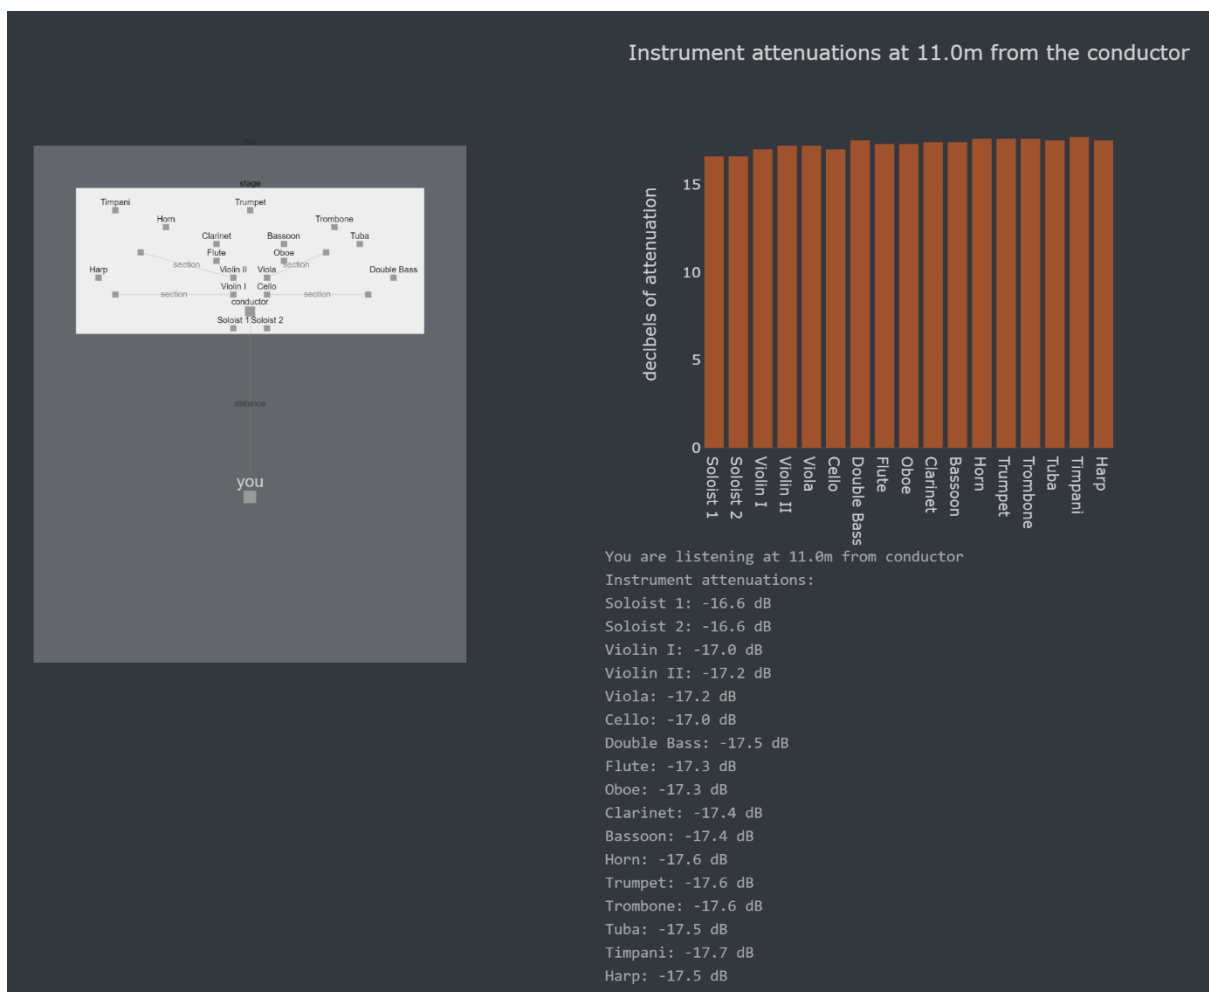 Instrument attenuations at 11.0m from the conductor
hall
stage
Timpani
Trumpet
Horn
Trombone
Clarinet
Bassoon
Tuba
Flute
Oboe
section
Violin II
Viola
section
Harp
Double Bass
Violin I
Cello
section
section
conductor
Soloist 1
Soloist 2
distance
you
decibels of attenuation
15
10
5
0
Soloist 1
Soloist 2
Violin I
Violin II
Viola
Cello
Double Bass
Flute
Oboe
Clarinet
Bassoon
Horn
Trumpet
Trombone
Tuba
Timpani
Harp
You are listening at 11.0m from conductor
Instrument attenuations:
Soloist 1: -16.6 dB
Soloist 2: -16.6 dB
Violin I: -17.0 dB
Violin II: -17.2 dB
Viola: -17.2 dB
Cello: -17.0 dB
Double Bass: -17.5 dB
Flute: -17.3 dB
Oboe: -17.3 dB
Clarinet: -17.4 dB
Bassoon: -17.4 dB
Horn: -17.6 dB
Trumpet: -17.6 dB
Trombone: -17.6 dB
Tuba: -17.5 dB
Timpani: -17.7 dB
Harp: -17.5 dB